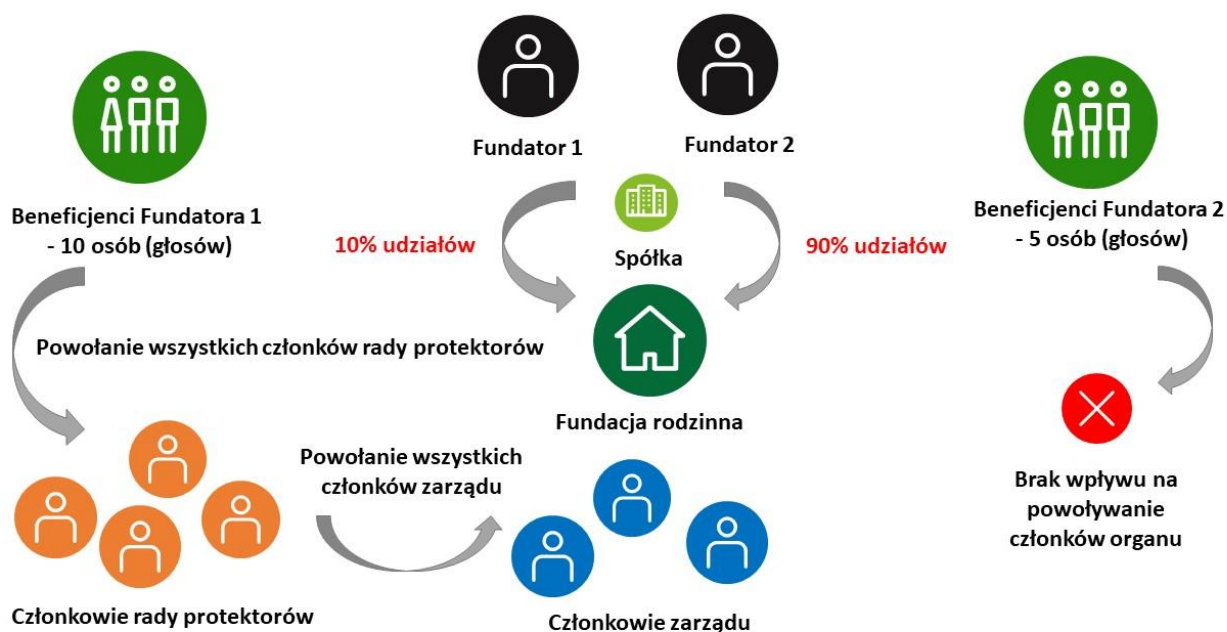 Fundator 1
Fundator 2
Beneficjenci Fundatora 1
- 10 osób (głosów)
10% udziałów
Spółka
90% udziałów
Beneficjenci Fundatora 2
- 5 osób (głosów)
Powołanie wszystkich członków rady protektorów
Fundacja rodzinna
Powołanie wszystkich
członków zarządu
Brak wpływu na
powoływanie
członków organu
Członkowie rady protektorów
Członkowie zarządu